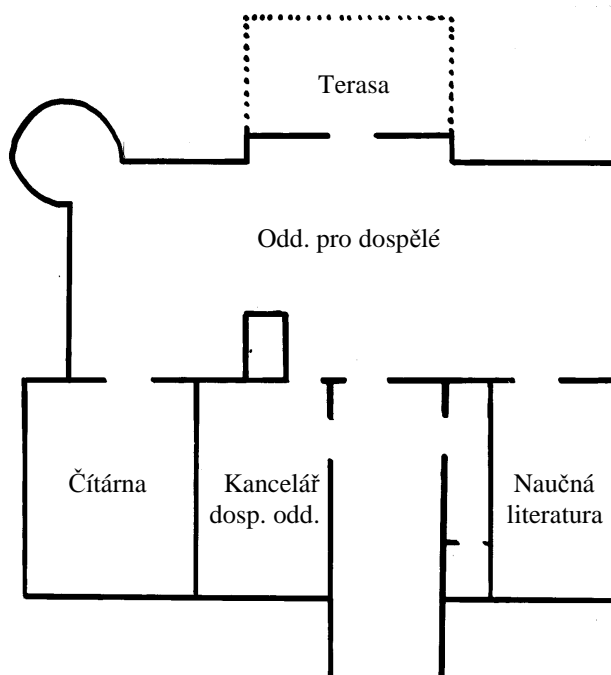 Terasa
Odd. pro dospělé
Čítárna
Kancelář
dosp. odd.
Naučná
literatura